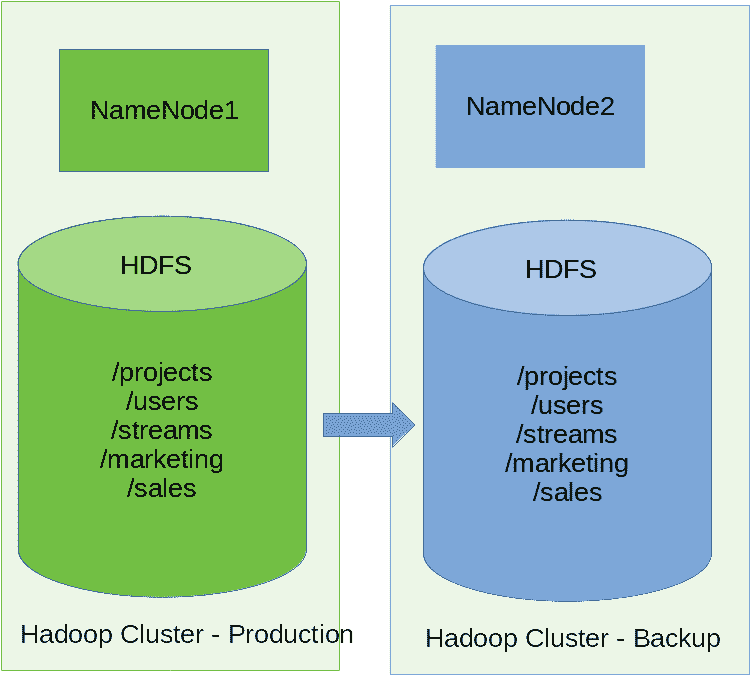 NameNode1
HDFS
/projects
/users
/streams
/marketing
/sales
Hadoop Cluster - Production
NameNode2
HDFS
/projects
/users
/streams
/marketing
/sales
Hadoop Cluster - Backup